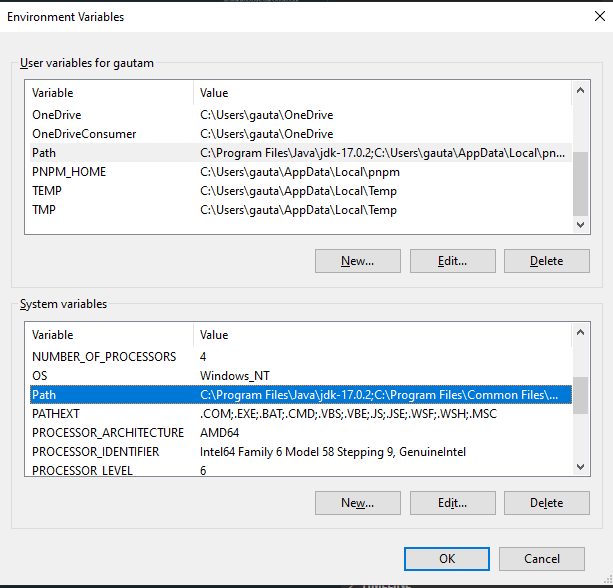 Environment Variables
User variables for gautam
Variable Value
OneDrive C:\Users\gauta\OneDrive
OneDriveConsumer C:\Users\gauta\OneDrive
Path C:\Program Files\Java\jdk-17.0.2;C:\Users\gauta\AppData\Local\pn...
PNPM_HOME C:\Users\gauta\AppData\Local\pnpm
TEMP C:\Users\gauta\AppData\Local\Temp
TMP C:\Users\gauta\AppData\Local\Temp
New... Edit... Delete
System variables
Variable Value
NUMBER_OF_PROCESSORS 4
OS Windows_NT
Path C:\Program Files\Java\jdk-17.0.2;C:\Program Files\Common Files\...
PATHEXT .COM;.EXE;.BAT;.CMD;.VBS;.VBE;.JS;.JSE;.WSF;.WSH;.MSC
PROCESSOR_ARCHITECTURE AMD64
PROCESSOR_IDENTIFIER Intel64 Family 6 Model 58 Stepping 9, GenuineIntel
PROCESSOR_LEVEL 6
New... Edit... Delete
OK Cancel
TIMELINE